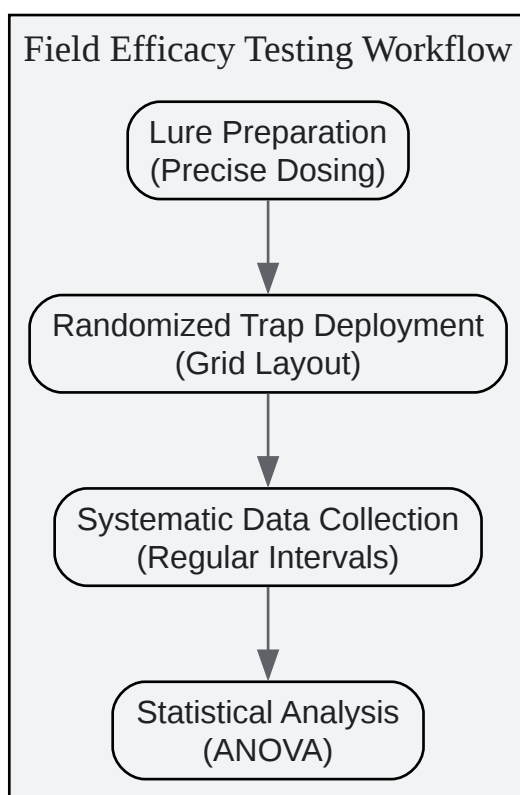 Field Efficacy Testing Workflow
Lure Preparation
(Precise Dosing)
Randomized Trap Deployment
(Grid Layout)
Systematic Data Collection
(Regular Intervals)
Statistical Analysis
(ANOVA)